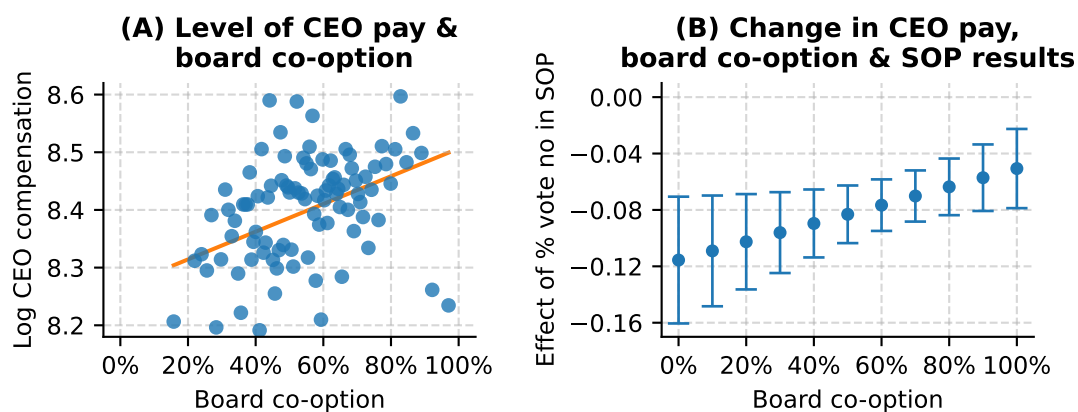 (A) Level of CEO pay &
board co-option
Log CEO compensation
8.6
8.5
8.4
8.3
8.2
0%
20%
40%
60%
80%
100%
Board co-option
(B) Change in CEO pay,
board co-option & SOP results
Effect of % vote no in SOP
0.00
−0.04
−0.08
−0.12
−0.16
0%
20%
40%
60%
80%
100%
Board co-option